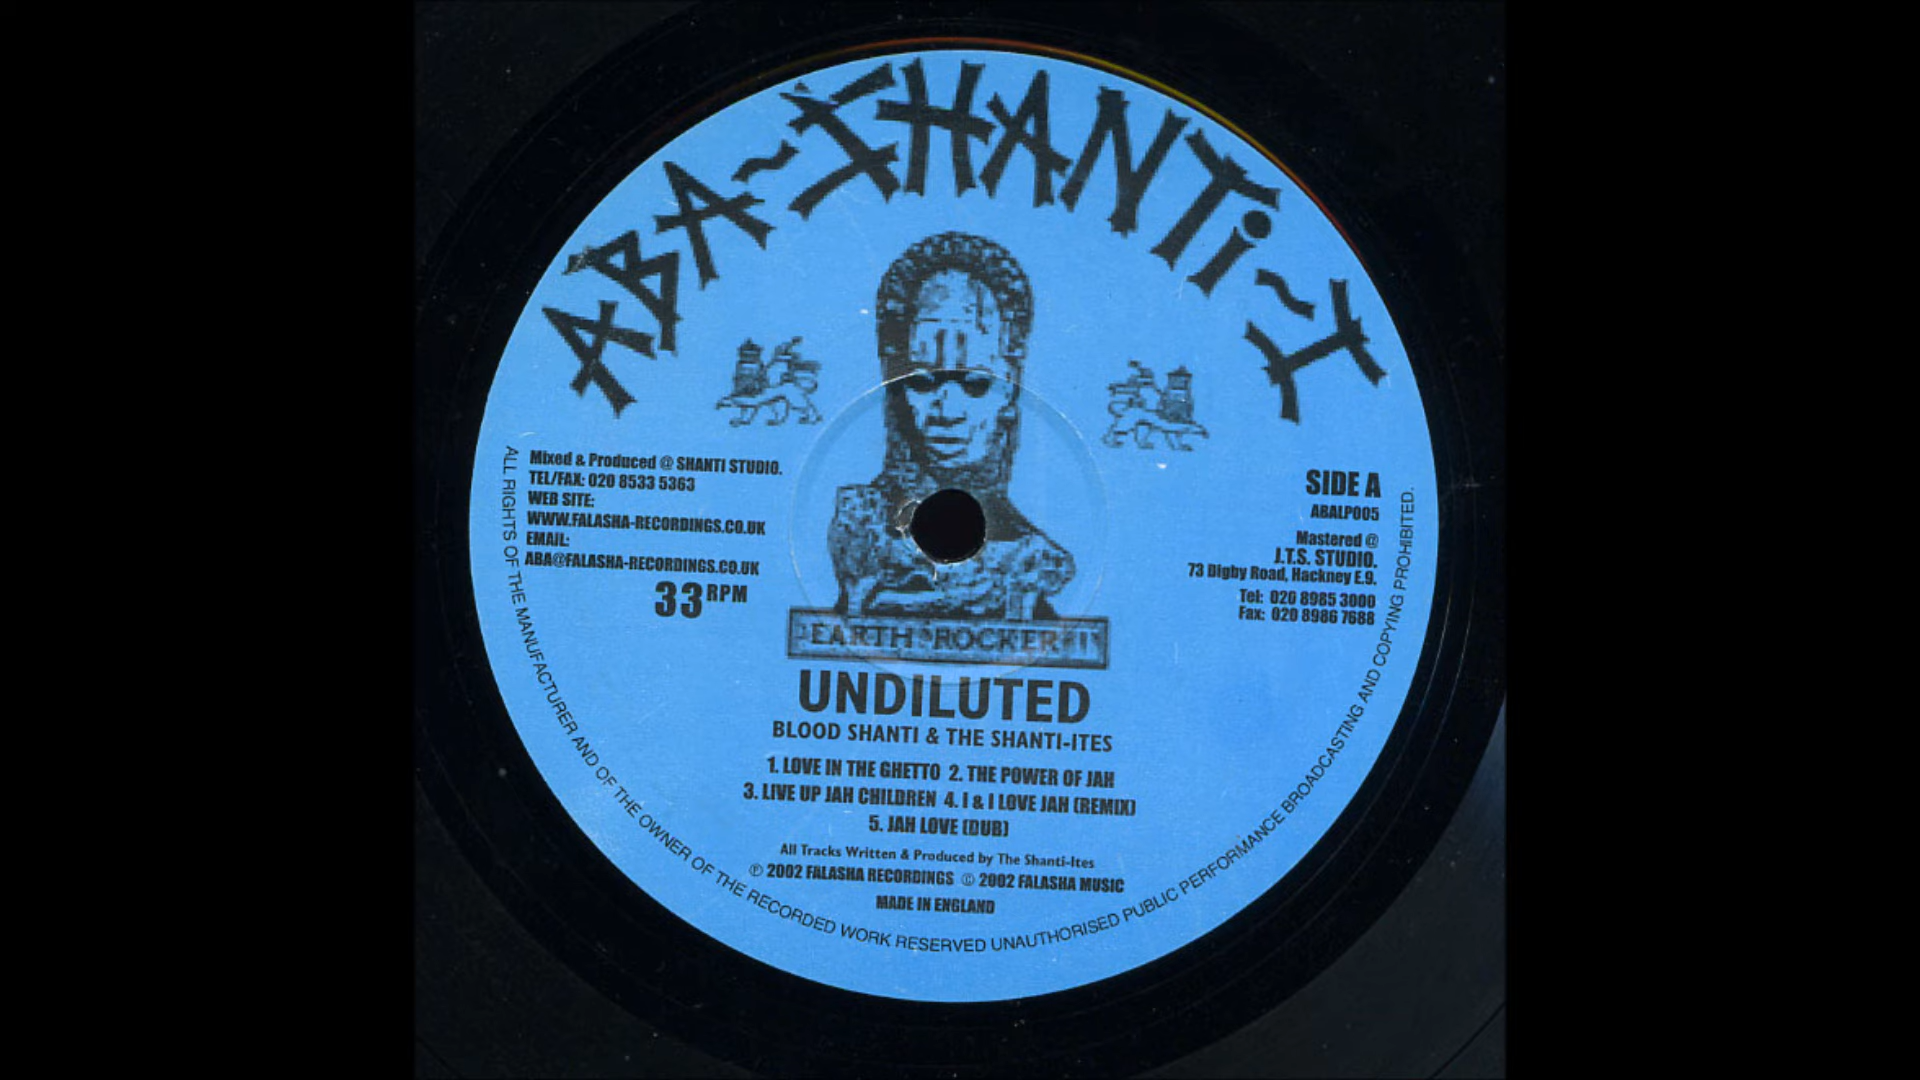 ABA~SHANTi~I
Mixed & Produced @ SHANTI STUDIO.
TEL/FAX: 020 8533 5363
WEB SITE:
WWW.FALASHA-RECORDINGS.CO.UK
EMAIL:
ABA@FALASHA-RECORDINGS.CO.UK
33 RPM
SIDE A
ABALP005
Mastered @
J.T.S. STUDIO.
73 Digby Road, Hackney E.9.
Tel: 020 8985 3000
Fax: 020 8986 7688
EARTH ROCKER
UNDILUTED
BLOOD SHANTI & THE SHANTI-ITES
1. LOVE IN THE GHETTO 2. THE POWER OF JAH
3. LIVE UP JAH CHILDREN 4. I & I LOVE JAH (REMIX)
5. JAH LOVE (DUB)
All Tracks Written & Produced by The Shanti-Ites
℗ 2002 FALASHA RECORDINGS © 2002 FALASHA MUSIC
MADE IN ENGLAND
ALL RIGHTS OF THE MANUFACTURER AND OF THE OWNER OF THE RECORDED WORK RESERVED UNAUTHORISED PUBLIC PERFORMANCE BROADCASTING AND COPYING PROHIBITED.